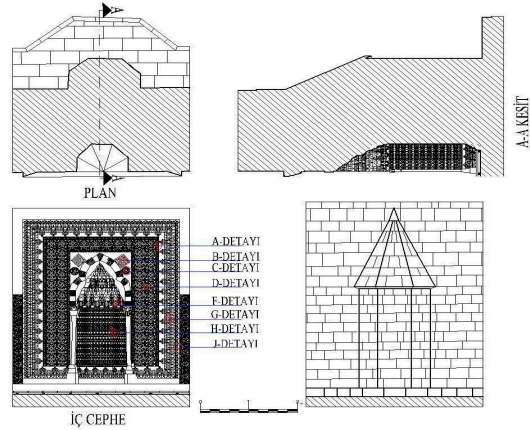 PLAN
A-A KESİT
A-DETAYI
B-DETAYI
C-DETAYI
D-DETAYI
F-DETAYI
G-DETAYI
H-DETAYI
J-DETAYI
İÇ CEPHE